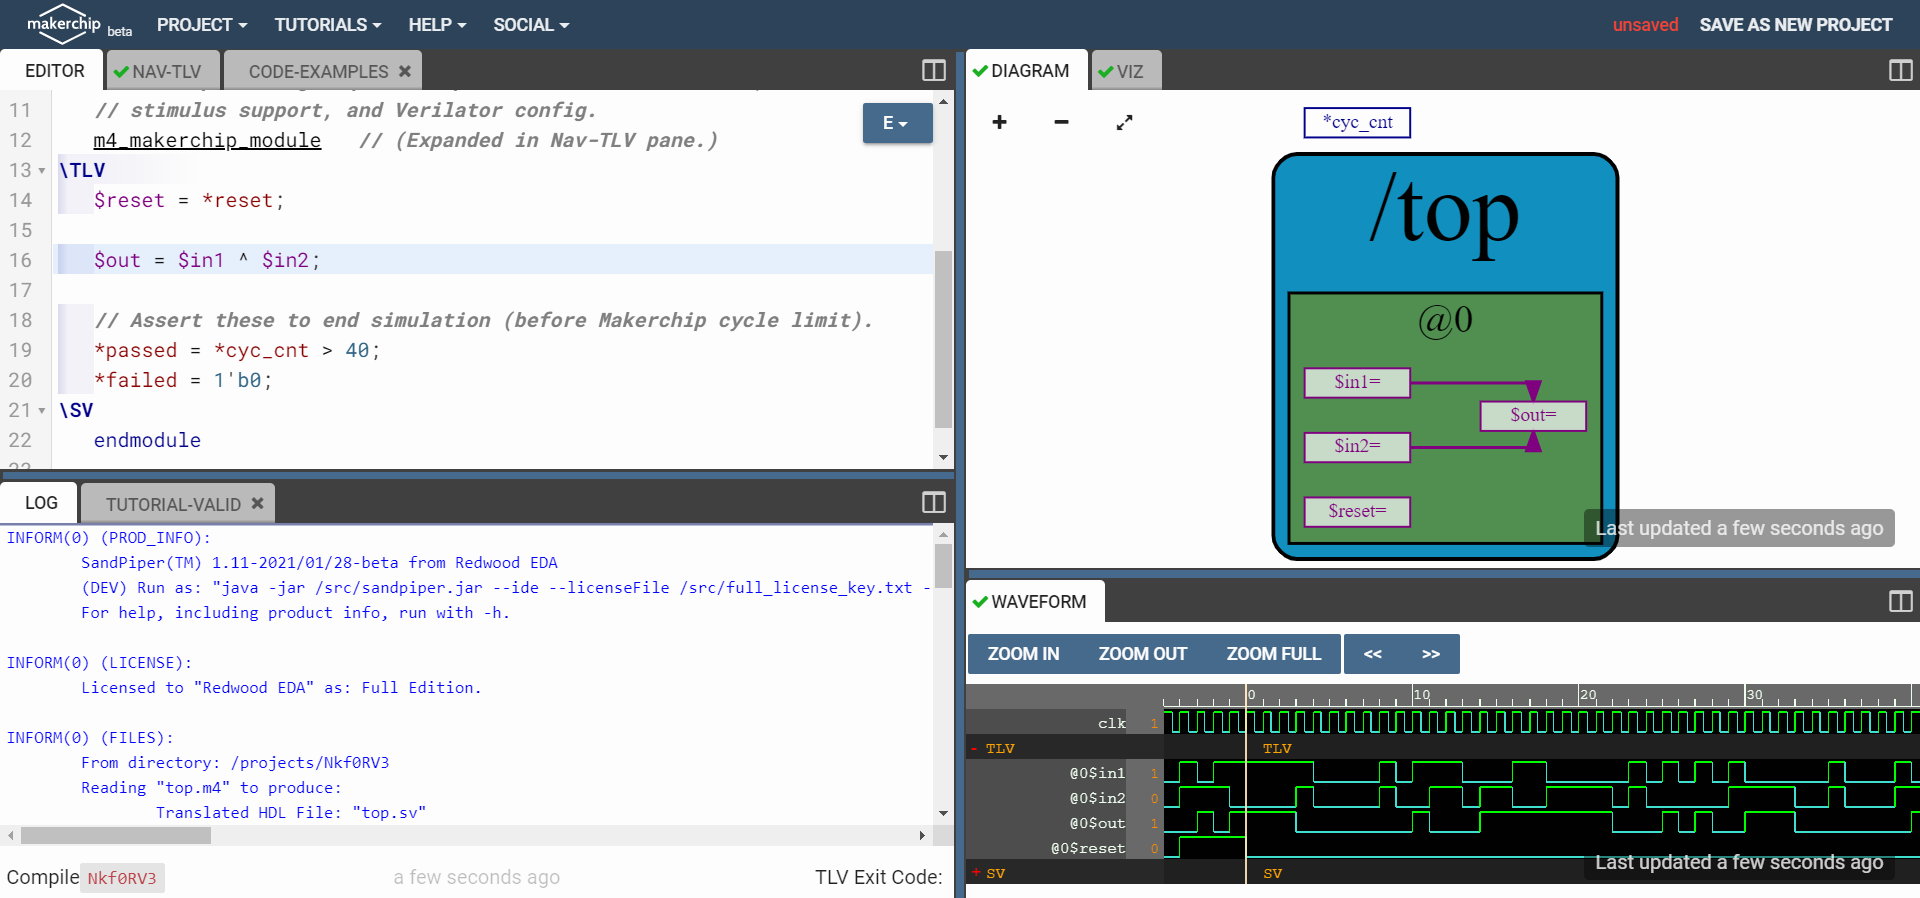 makerchip beta PROJECT TUTORIALS HELP SOCIAL unsaved SAVE AS NEW PROJECT
EDITOR NAV-TLV CODE-EXAMPLES
11 // stimulus support, and Verilator config.
12 m4_makerchip_module // (Expanded in Nav-TLV pane.)
13 \TLV
14 $reset = *reset;
15
16 $out = $in1 ^ $in2;
17
18 // Assert these to end simulation (before Makerchip cycle limit).
19 *passed = *cyc_cnt > 40;
20 *failed = 1'b0;
21 \SV
22 endmodule
E
LOG TUTORIAL-VALID
INFORM(0) (PROD_INFO):
SandPiper(TM) 1.11-2021/01/28-beta from Redwood EDA
(DEV) Run as: "java -jar /src/sandpiper.jar --ide --licenseFile /src/full_license_key.txt -
For help, including product info, run with -h.
INFORM(0) (LICENSE):
Licensed to "Redwood EDA" as: Full Edition.
INFORM(0) (FILES):
From directory: /projects/Nkf0RV3
Reading "top.m4" to produce:
Translated HDL File: "top.sv"
Compile Nkf0RV3 a few seconds ago TLV Exit Code:
DIAGRAM VIZ
*cyc_cnt
/top
@0
$in1=
$out=
$in2=
$reset=
Last updated a few seconds ago
WAVEFORM
ZOOM IN ZOOM OUT ZOOM FULL << >>
0 10 20 30
clk 1
- TLV TLV
@0$in1 1
@0$in2 0
@0$out 1
@0$reset 0
Last updated a few seconds ago
+ SV SV